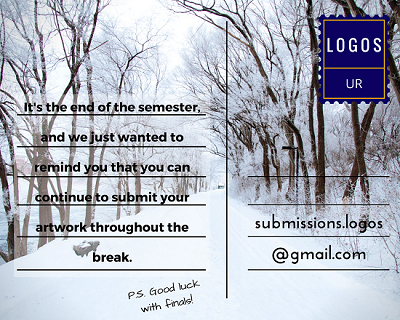 It's the end of the semester,
and we just wanted to
remind you that you can
continue to submit your
artwork throughout the
break.
P.S. Good luck
with finals!
LOGOS
UR
submissions.logos
@gmail.com